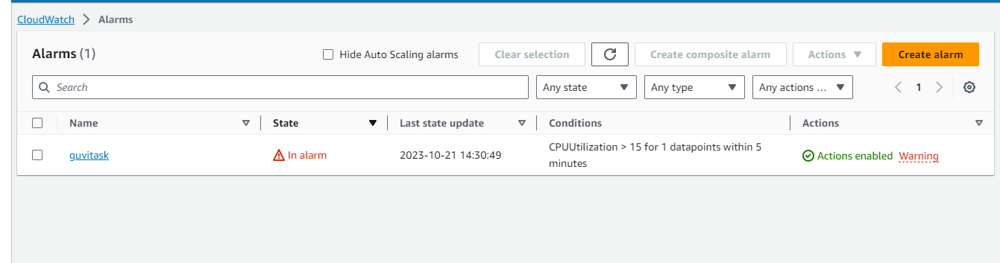 CloudWatch > Alarms
Alarms (1)
Hide Auto Scaling alarms
Clear selection
Create composite alarm
Actions
Create alarm
Search
Any state
Any type
Any actions ...
1
Name
State
Last state update
Conditions
Actions
guvitask
In alarm
2023-10-21 14:30:49
CPUUtilization > 15 for 1 datapoints within 5
minutes
Actions enabled
Warning